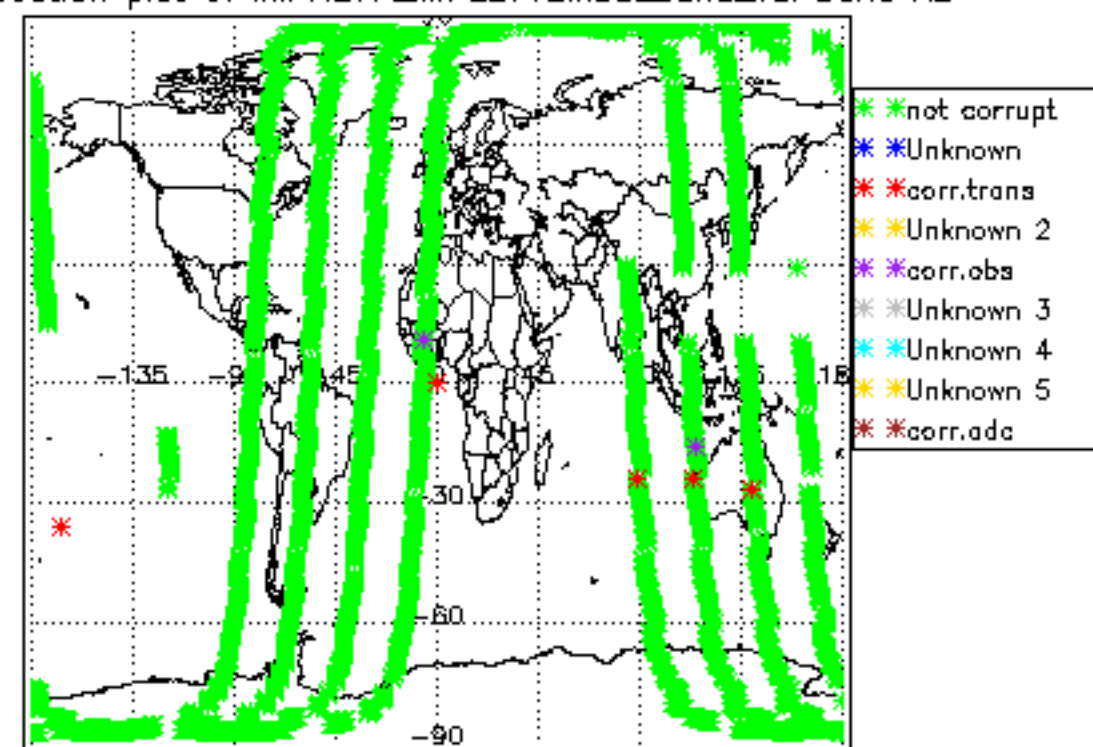 not corrupt
Unknown
corr.trans
Unknown 2
corr.obs
Unknown 3
Unknown 4
Unknown 5
corr.adc
-135
-30
-60
-90